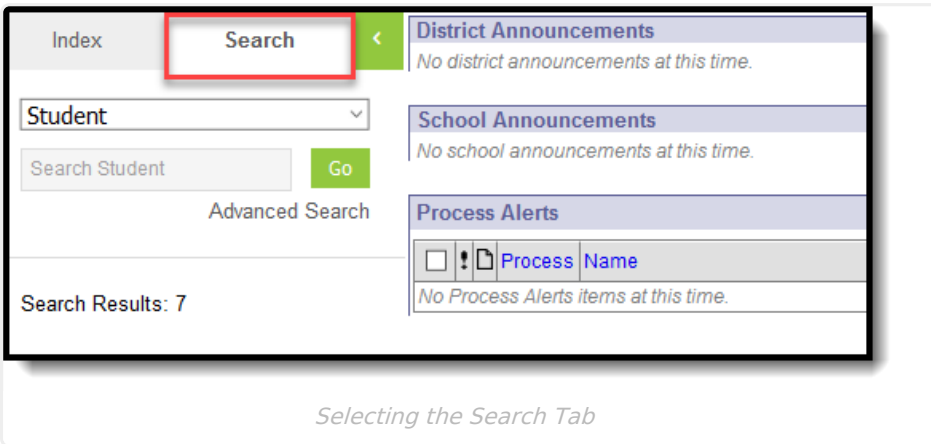 Index Search
Student
Search Student Go
Advanced Search
Search Results: 7
District Announcements
No district announcements at this time.
School Announcements
No school announcements at this time.
Process Alerts
Process Name
No Process Alerts items at this time.
Selecting the Search Tab